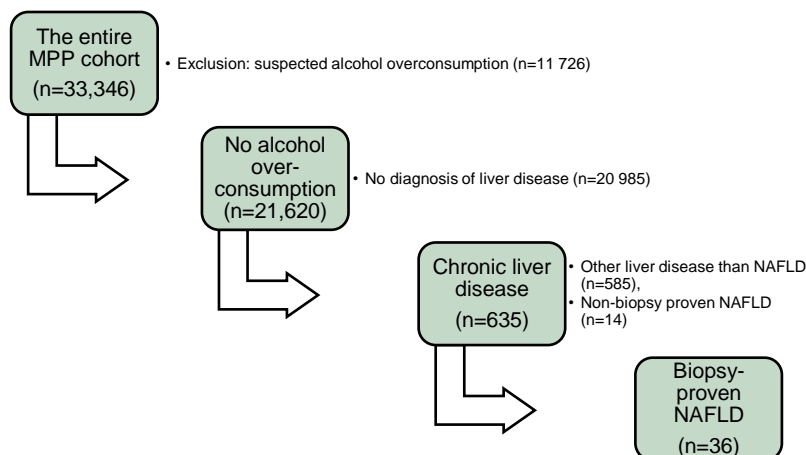 The entire
MPP cohort
(n=33,346)
• Exclusion: suspected alcohol overconsumption (n=11 726)
No alcohol
over-
consumption
(n=21,620)
• No diagnosis of liver disease (n=20 985)
Chronic liver
disease
(n=635)
• Other liver disease than NAFLD
(n=585),
• Non-biopsy proven NAFLD
(n=14)
Biopsy-
proven
NAFLD
(n=36)